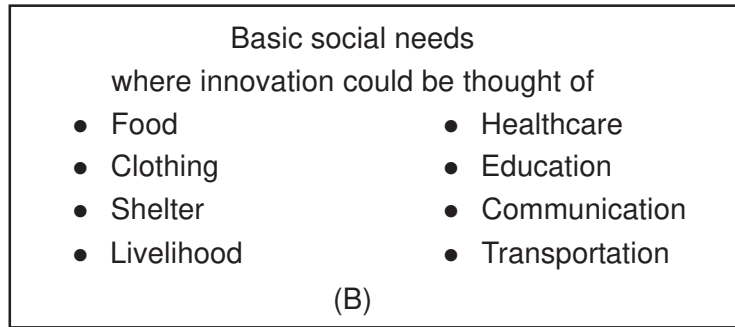 Basic social needs
where innovation could be thought of
● Food
● Clothing
● Shelter
● Livelihood
● Healthcare
● Education
● Communication
● Transportation
(B)